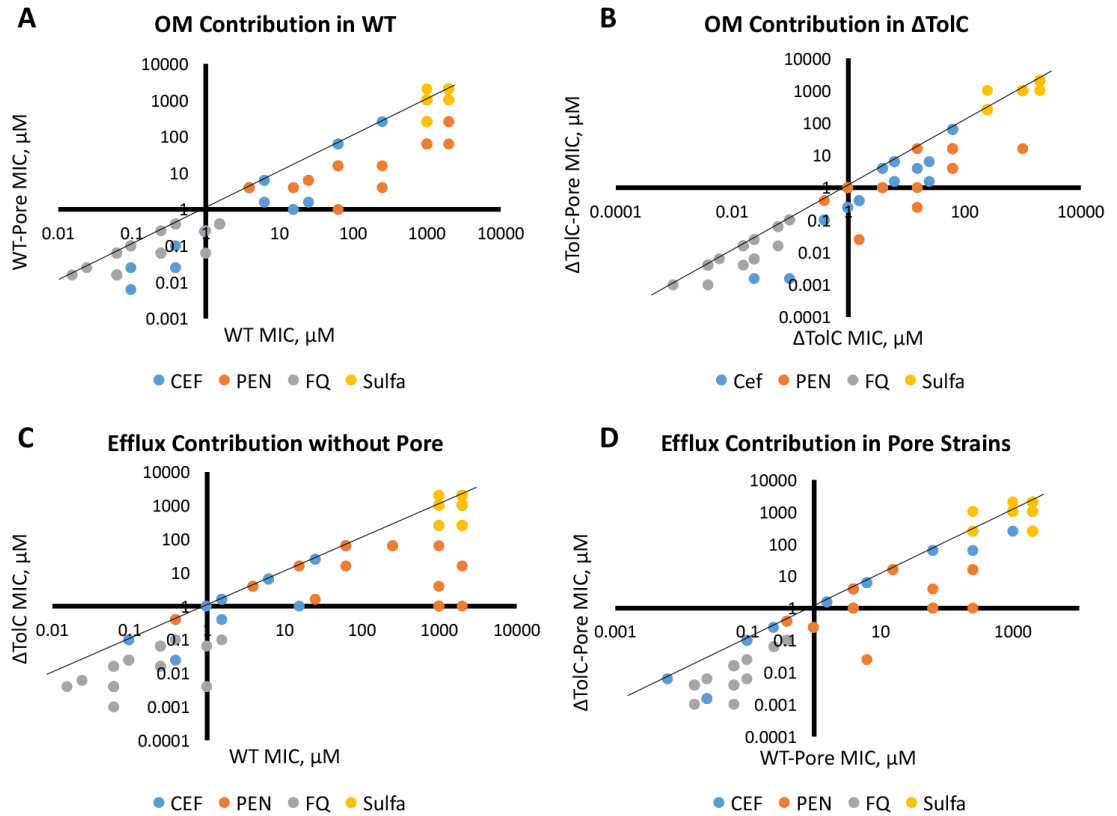 A
OM Contribution in WT
10000
1000
100
10
1
0.1
0.01
0.001
0.01 0.1 1 10 100 1000 10000
WT-Pore MIC, µM
WT MIC, µM
CEF PEN FQ Sulfa
B
OM Contribution in ΔTolC
10000
1000
100
10
1
0.1
0.01
0.001
0.0001
0.0001 0.01 1 100 10000
ΔTolC-Pore MIC, µM
ΔTolC MIC, µM
Cef PEN FQ Sulfa
C
Efflux Contribution without Pore
10000
1000
100
10
1
0.1
0.01
0.001
0.0001
0.01 0.1 1 10 100 1000 10000
ΔTolC MIC, µM
WT MIC, µM
CEF PEN FQ Sulfa
D
Efflux Contribution in Pore Strains
10000
1000
100
10
1
0.1
0.01
0.001
0.0001
0.001 0.1 10 1000
ΔTolC-Pore MIC, µM
WT-Pore MIC, µM
CEF PEN FQ Sulfa